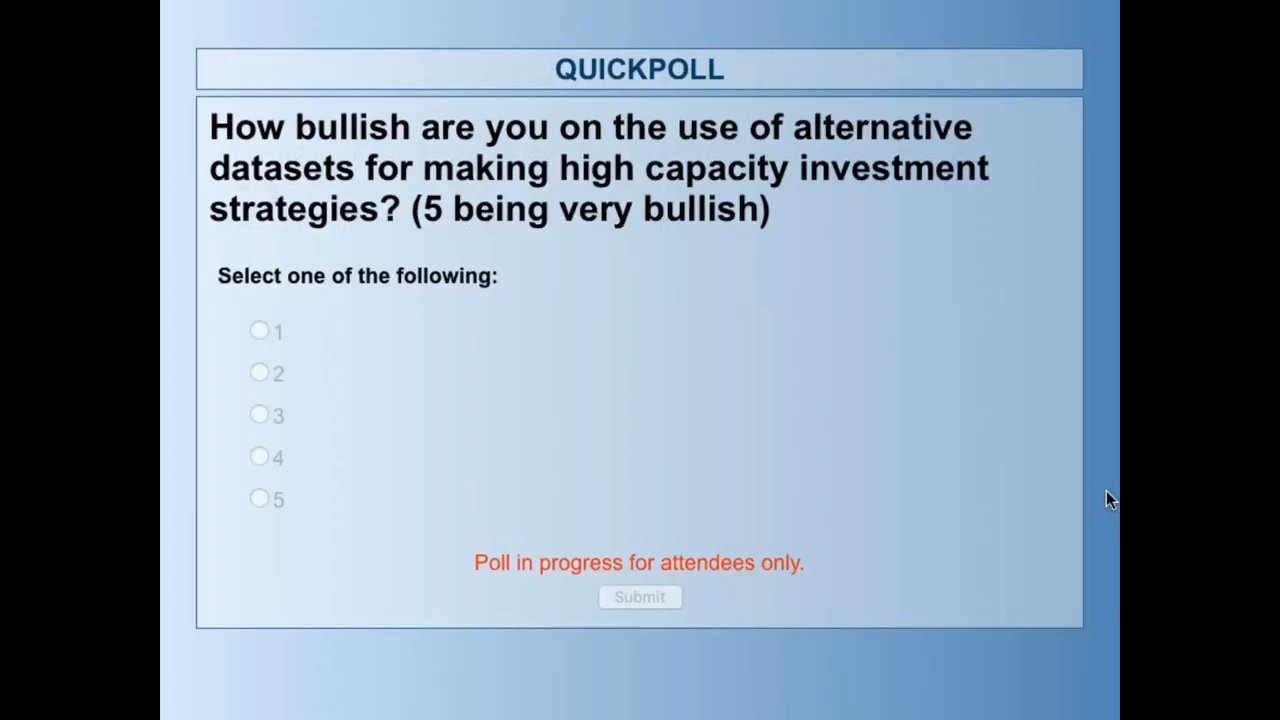 QUICKPOLL
How bullish are you on the use of alternative
datasets for making high capacity investment
strategies? (5 being very bullish)
Select one of the following:
1
2
3
4
5
Poll in progress for attendees only.
Submit